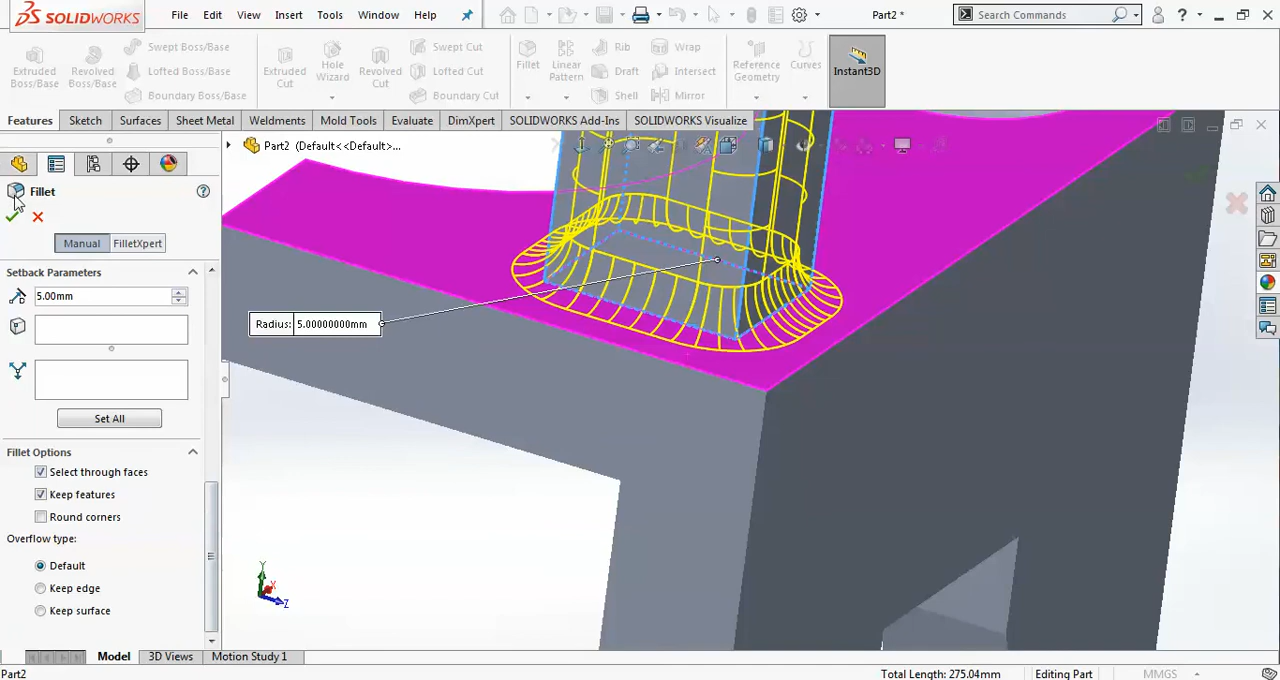 SOLIDWORKS File Edit View Insert Tools Window Help Part2 * Search Commands ?
Extruded Boss/Base Revolved Boss/Base Swept Boss/Base Lofted Boss/Base Boundary Boss/Base Extruded Cut Hole Wizard Revolved Cut Swept Cut Lofted Cut Boundary Cut Fillet Linear Pattern Rib Draft Shell Wrap Intersect Mirror Reference Geometry Curves Instant3D
Features Sketch Surfaces Sheet Metal Weldments Mold Tools Evaluate DimXpert SOLIDWORKS Add-Ins SOLIDWORKS Visualize
Part2 (Default<<Default>...
Fillet ?
Manual FilletXpert
Setback Parameters
5.00mm
Radius: 5.00000000mm
Set All
Fillet Options
Select through faces
Keep features
Round corners
Overflow type:
Default
Keep edge
Keep surface
Y
X
Z
Model 3D Views Motion Study 1
Part2 Total Length: 275.04mm Editing Part MMGS